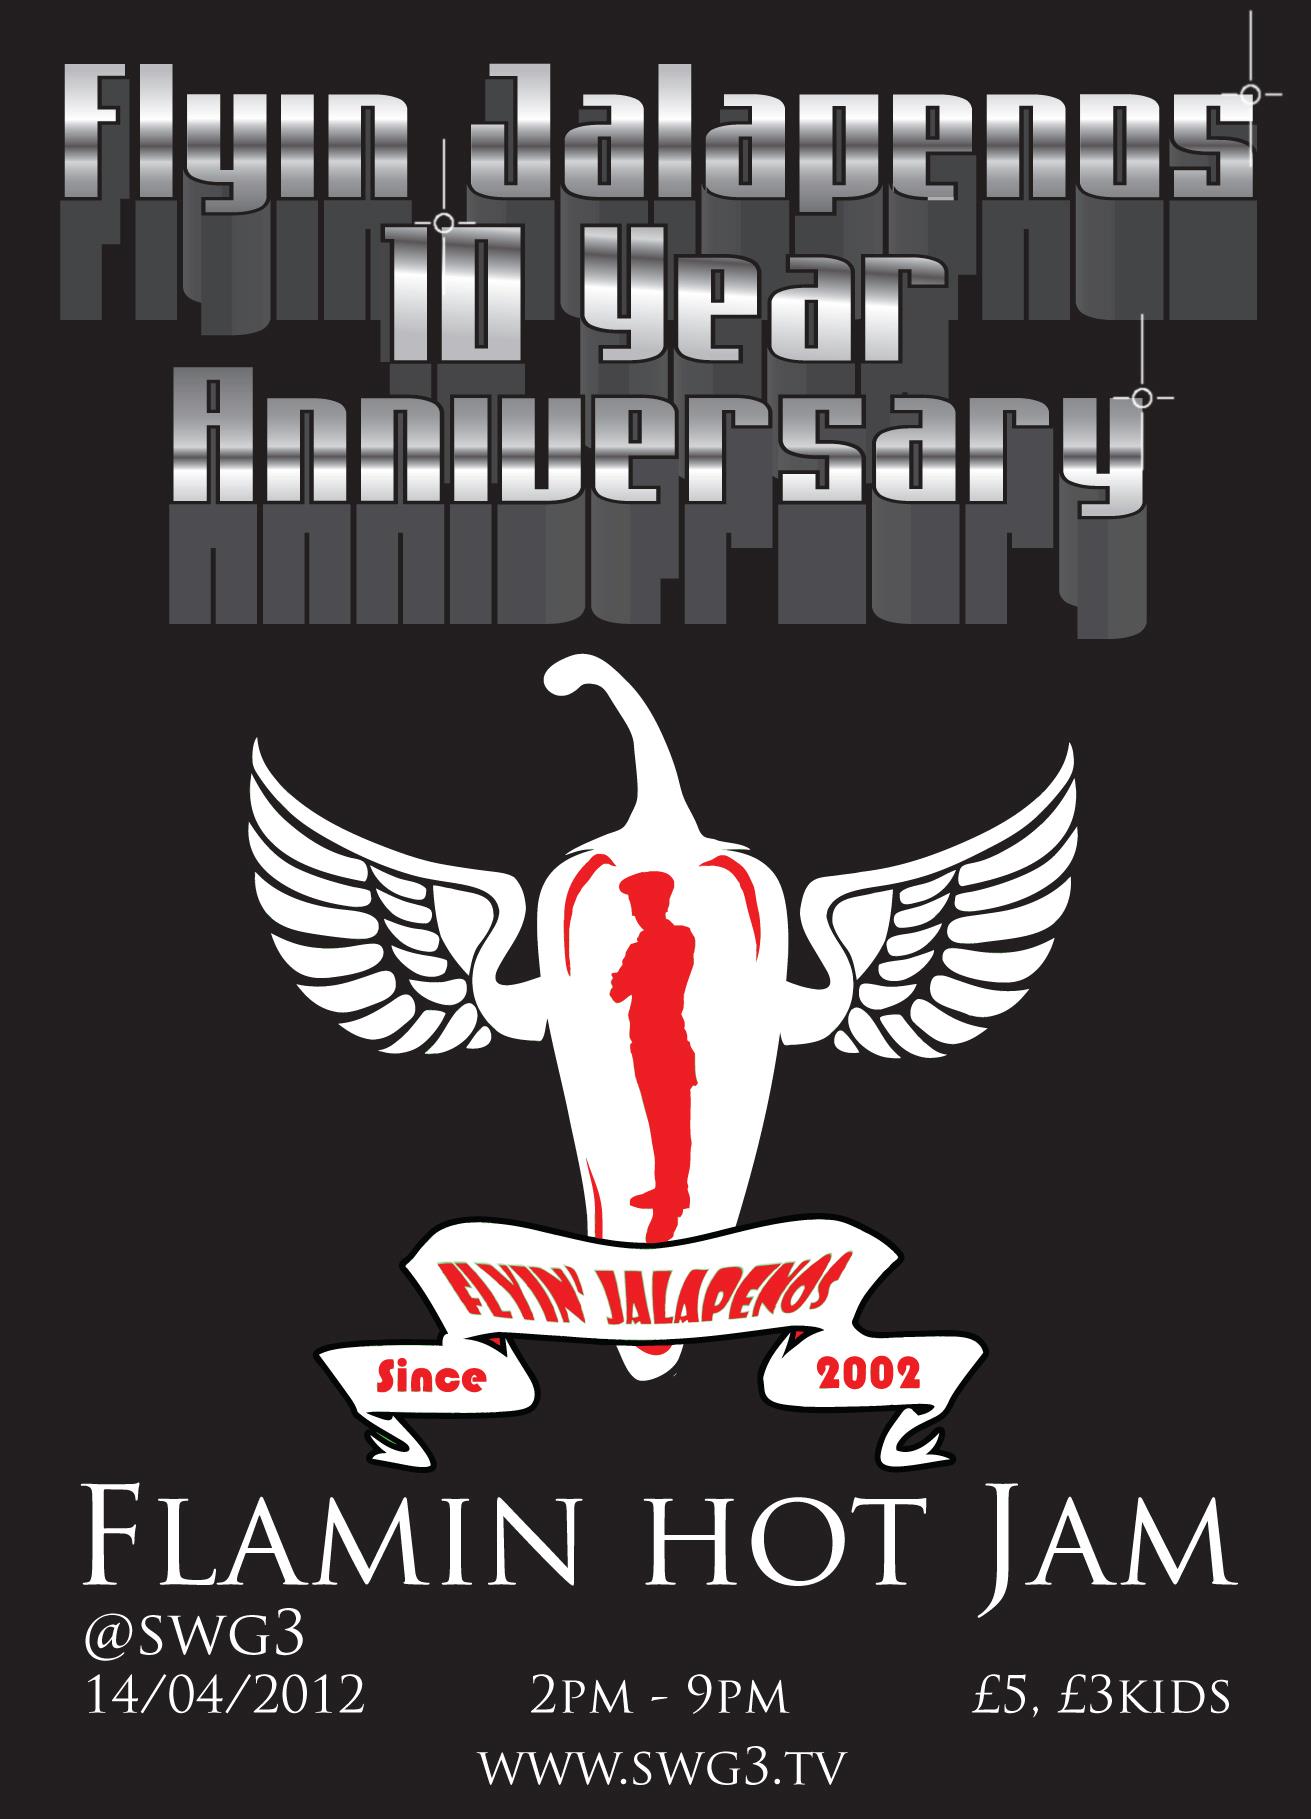 Flyin Jalapenos
10 Year
Anniversary
FLYIN' JALAPENOS
Since 2002
FLAMIN HOT JAM
@SWG3
14/04/2012 2PM - 9PM £5, £3KIDS
WWW.SWG3.TV